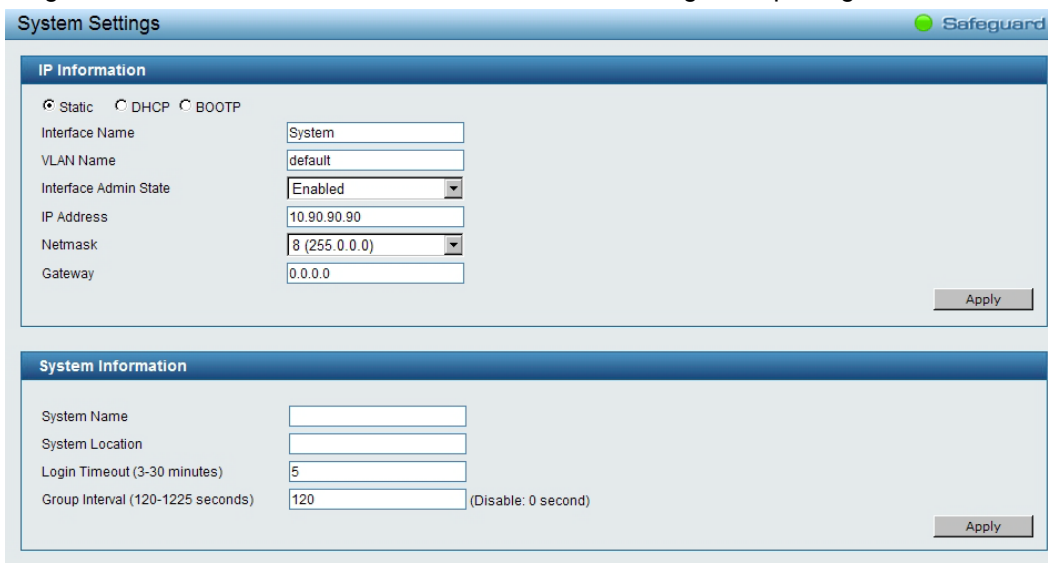 System Settings
Safeguard
IP Information
Static DHCP BOOTP
Interface Name System
VLAN Name default
Interface Admin State Enabled
IP Address 10.90.90.90
Netmask 8 (255.0.0.0)
Gateway 0.0.0.0
Apply
System Information
System Name
System Location
Login Timeout (3-30 minutes) 5
Group Interval (120-1225 seconds) 120 (Disable: 0 second)
Apply